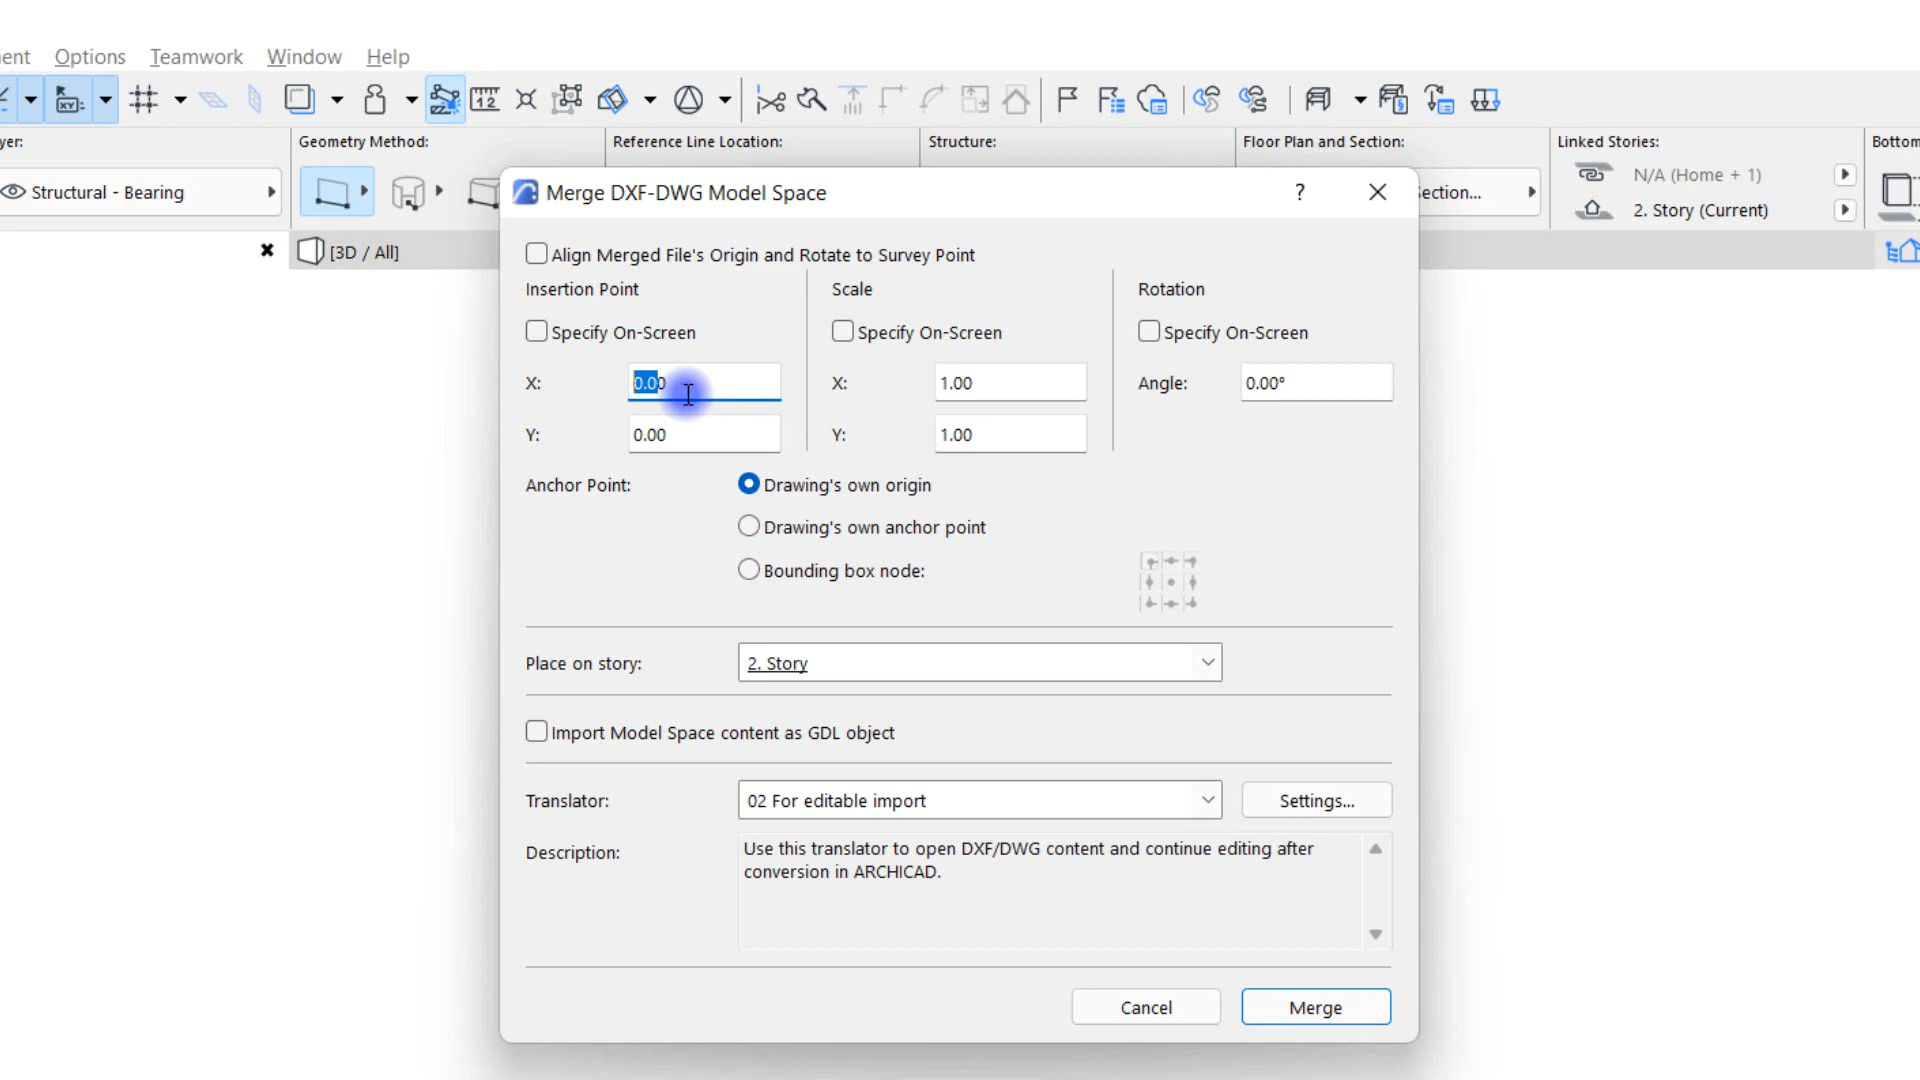 ent Options Teamwork Window Help
yer: Geometry Method: Reference Line Location: Structure: Floor Plan and Section: Linked Stories: Bottom
Structural - Bearing
ection...
N/A (Home + 1)
2. Story (Current)
[3D / All]
Merge DXF-DWG Model Space ?
Align Merged File's Origin and Rotate to Survey Point
Insertion Point Scale Rotation
Specify On-Screen Specify On-Screen Specify On-Screen
X: 0.00 X: 1.00 Angle: 0.00°
Y: 0.00 Y: 1.00
Anchor Point: Drawing's own origin
Drawing's own anchor point
Bounding box node:
Place on story: 2. Story
Import Model Space content as GDL object
Translator: 02 For editable import Settings...
Description: Use this translator to open DXF/DWG content and continue editing after
conversion in ARCHICAD.
Cancel Merge